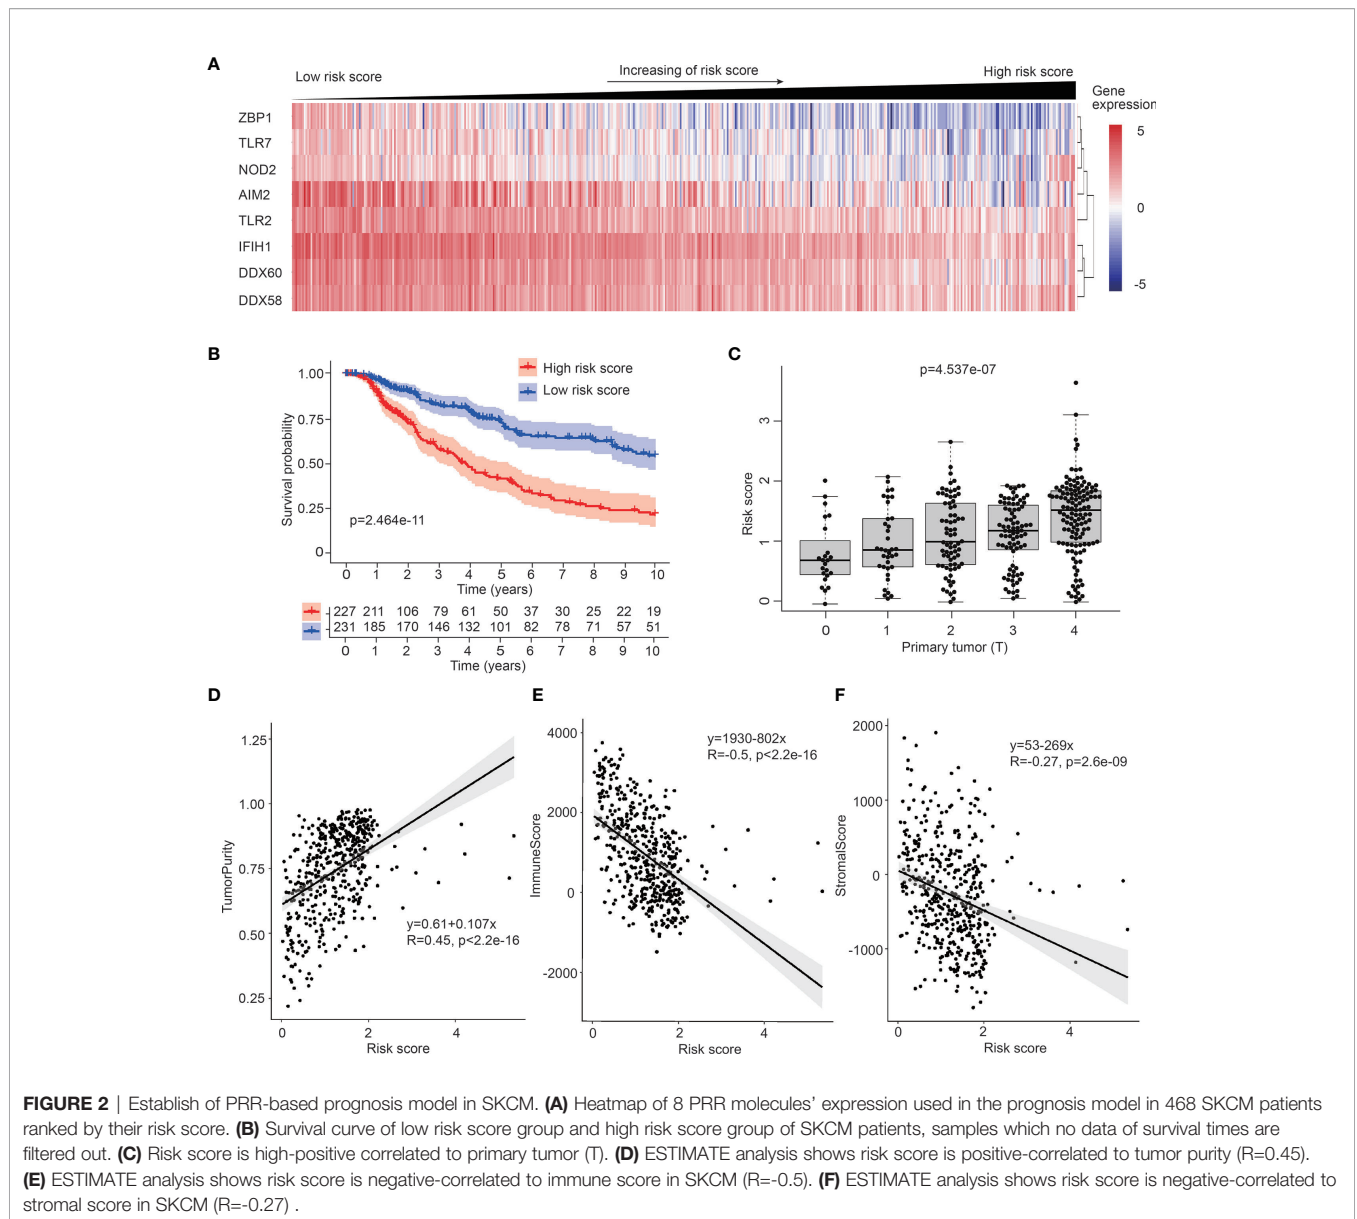 A
Low risk score
Increasing of risk score
High risk score
Gene
expression
ZBP1
TLR7
NOD2
AIM2
TLR2
IFIH1
DDX60
DDX58
5
0
-5
B
Survival probability
1.00
0.75
0.50
0.25
0
High risk score
Low risk score
p=2.464e-11
0 1 2 3 4 5 6 7 8 9 10
Time (years)
227 211 106 79 61 50 37 30 25 22 19
231 185 170 146 132 101 82 78 71 57 51
0 1 2 3 4 5 6 7 8 9 10
Time (years)
C
p=4.537e-07
Risk score
3
2
1
0
0 1 2 3 4
Primary tumor (T)
D
TumorPurity
1.25
1.00
0.75
0.50
0.25
y=0.61+0.107x
R=0.45, p<2.2e-16
0 2 4
Risk score
E
ImmuneScore
4000
2000
0
-2000
y=1930-802x
R=-0.5, p<2.2e-16
0 2 4
Risk score
F
StromalScore
2000
1000
0
-1000
y=53-269x
R=-0.27, p=2.6e-09
0 2 4
Risk score
FIGURE 2 | Establish of PRR-based prognosis model in SKCM. (A) Heatmap of 8 PRR molecules’ expression used in the prognosis model in 468 SKCM patients
ranked by their risk score. (B) Survival curve of low risk score group and high risk score group of SKCM patients, samples which no data of survival times are
filtered out. (C) Risk score is high-positive correlated to primary tumor (T). (D) ESTIMATE analysis shows risk score is positive-correlated to tumor purity (R=0.45).
(E) ESTIMATE analysis shows risk score is negative-correlated to immune score in SKCM (R=-0.5). (F) ESTIMATE analysis shows risk score is negative-correlated to
stromal score in SKCM (R=-0.27) .